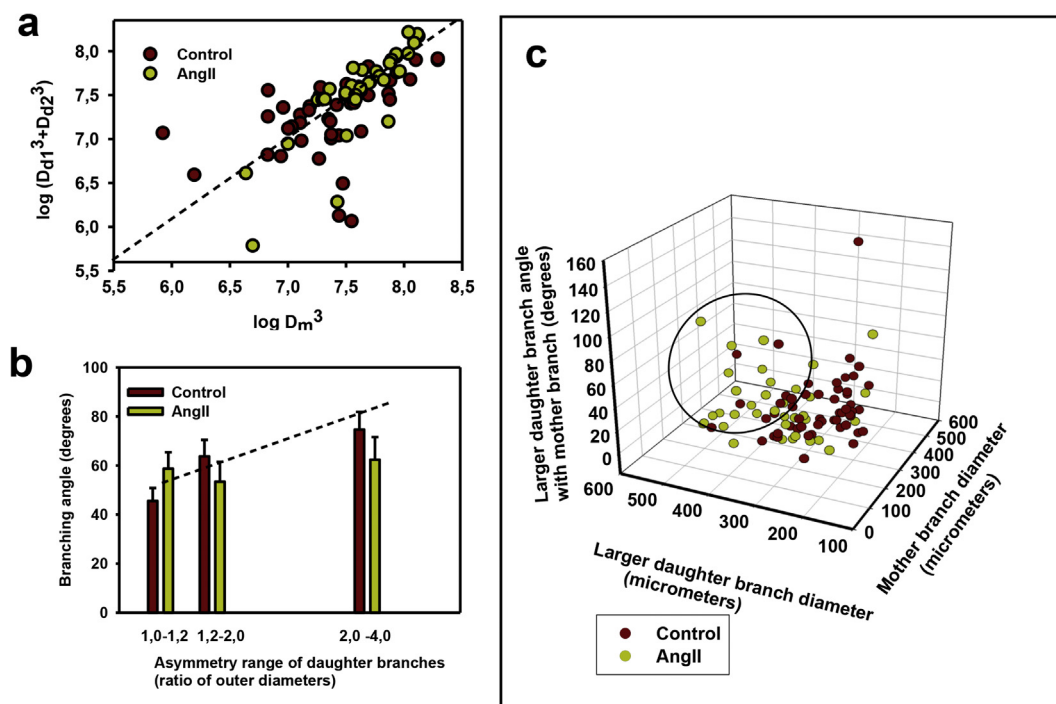 a
8,0
7,5
7,0
6,5
6,0
5,5
log (Dd1³+Dd2³)
Control
AngII
5,5 6,0 6,5 7,0 7,5 8,0 8,5
log Dm³
b
100
80
60
40
20
0
Branching angle (degrees)
Control
AngII
1,0-1,2 1,2-2,0 2,0 -4,0
Asymmetry range of daughter branches
(ratio of outer diameters)
c
Larger daughter branch angle
with mother branch (degrees)
160
140
120
100
80
60
40
20
0
600 500 400 300 200 100
Larger daughter branch diameter
(micrometers)
600
500
400
300
200
100
0
Mother branch diameter
(micrometers)
Control
AngII